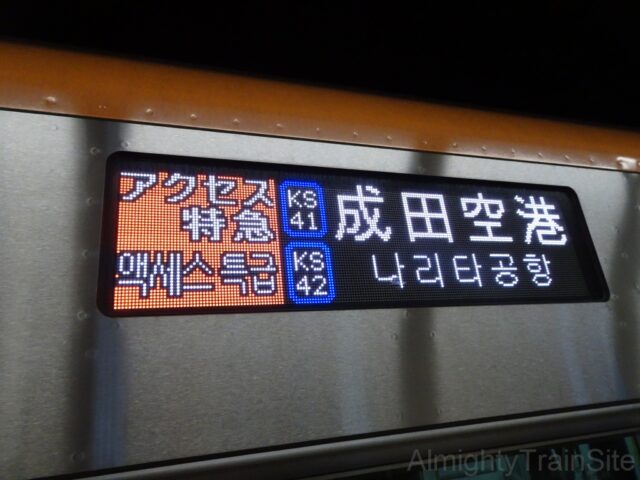 アクセス
特急
액세스특급
KS
41
KS
42
成田空港
나리타공항
AlmightyTrainSite